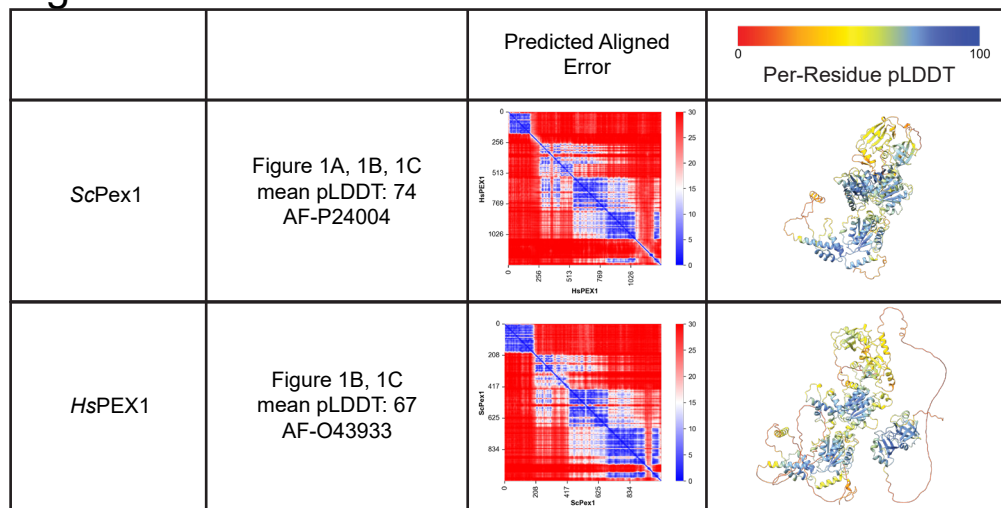 Predicted Aligned
Error
0
100
Per-Residue pLDDT
ScPex1
Figure 1A, 1B, 1C
mean pLDDT: 74
AF-P24004
0
256
513
769
1026
HsPEX1
0
256
513
769
1026
HsPEX1
30
25
20
15
10
5
0
HsPEX1
Figure 1B, 1C
mean pLDDT: 67
AF-O43933
0
208
417
625
834
ScPex1
0
208
417
625
834
ScPex1
30
25
20
15
10
5
0